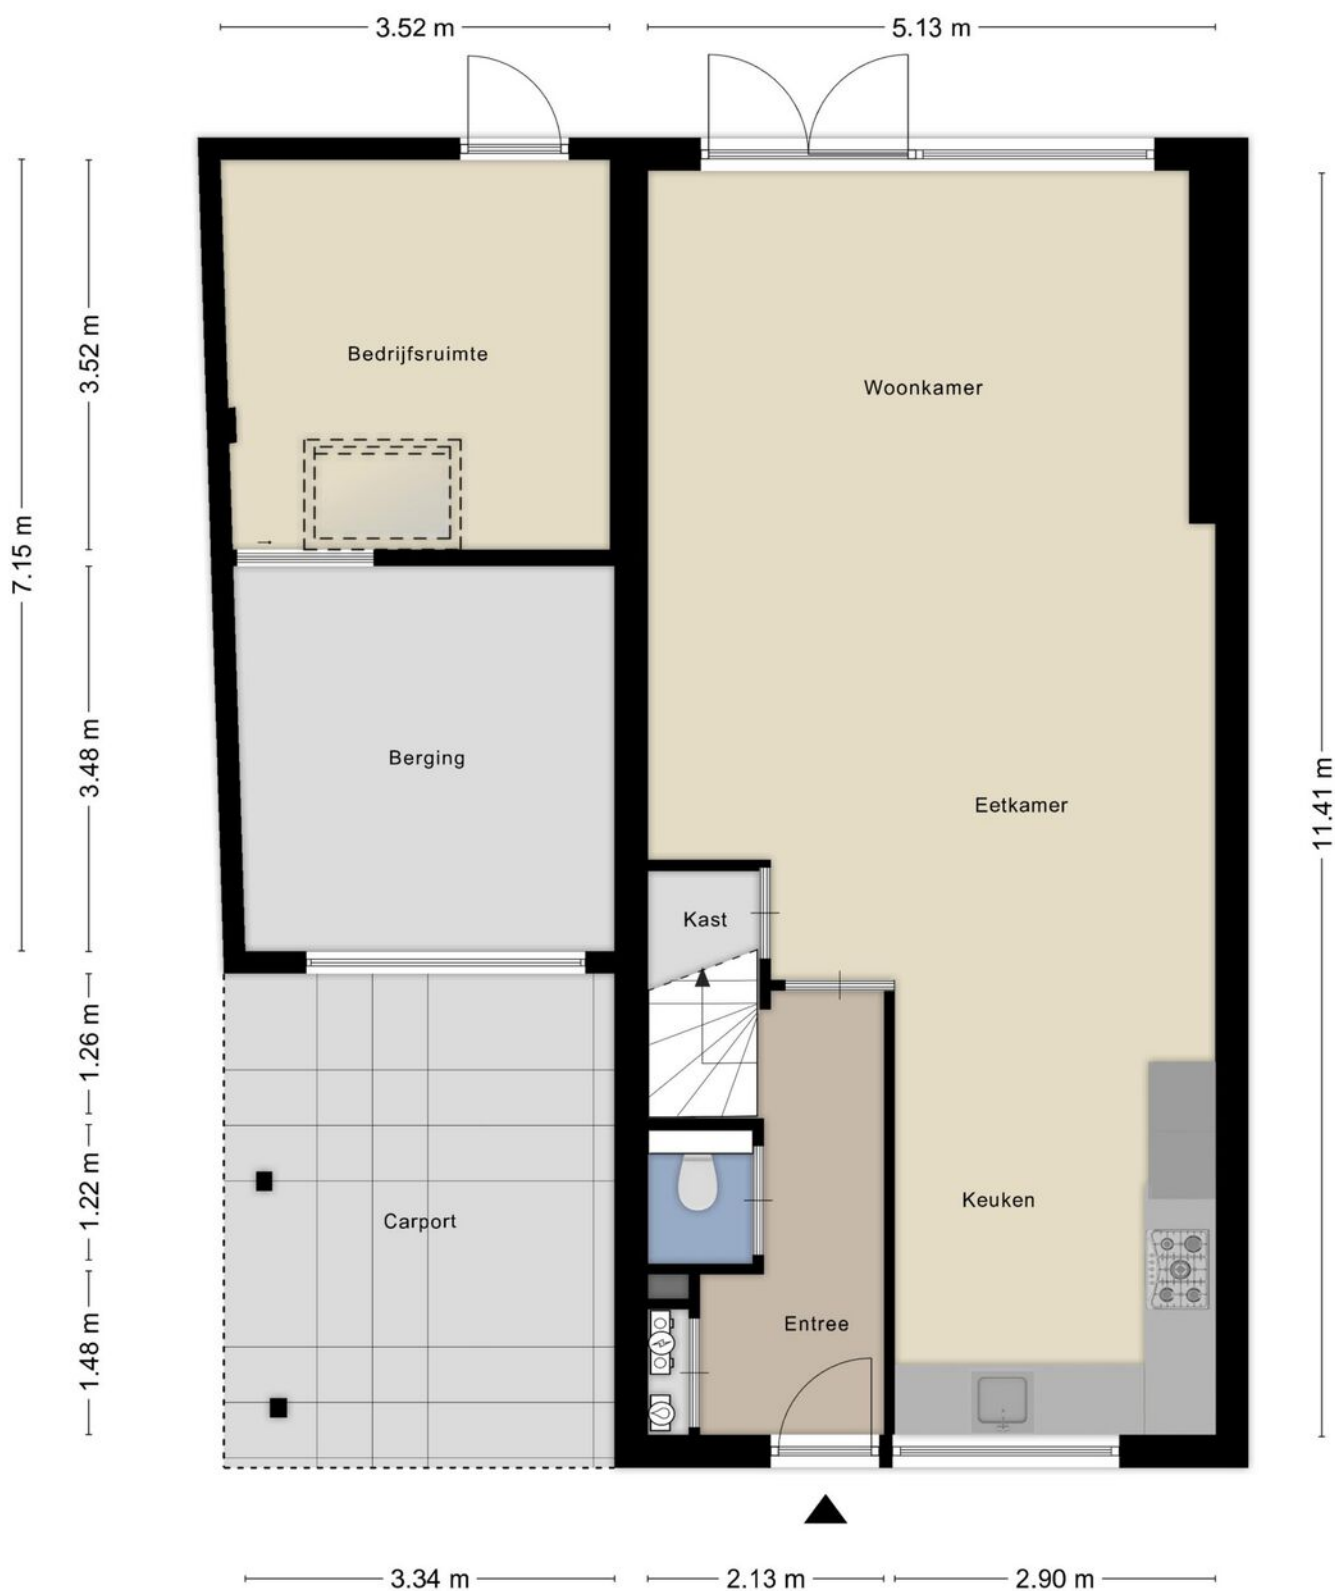 3.52 m
5.13 m
7.15 m
3.52 m
Bedrijfsruimte
Woonkamer
3.48 m
Berging
Eetkamer
11.41 m
Kast
1.26 m
1.22 m
Carport
Keuken
1.48 m
Entree
3.34 m
2.13 m
2.90 m